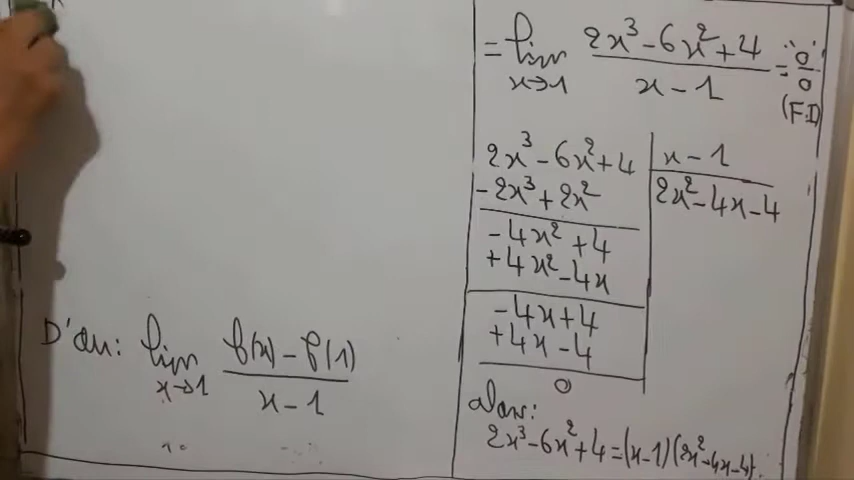 D'où: lim f(x) - f(1)
x→1 x - 1
= lim 2x³ - 6x² + 4 = "0/0"
x→1 x - 1 (F.I)
2x³ - 6x² + 4 | x - 1
- 2x³ + 2x² 2x² - 4x - 4
- 4x² + 4
+ 4x² - 4x
- 4x + 4
+ 4x - 4
0
alors:
2x³ - 6x² + 4 = (x - 1)(2x² - 4x - 4).